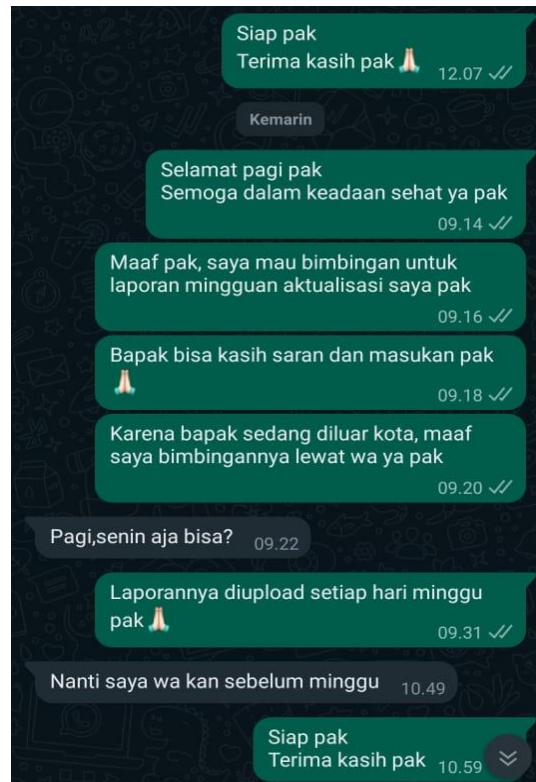 Siap pak
Terima kasih pak 🙏🏻
12.07
Kemarin
Selamat pagi pak
Semoga dalam keadaan sehat ya pak
09.14
Maaf pak, saya mau bimbingan untuk
laporan mingguan aktualisasi saya pak
09.16
Bapak bisa kasih saran dan masukan pak
🙏🏻
09.18
Karena bapak sedang diluar kota, maaf
saya bimbingannya lewat wa ya pak
09.20
Pagi,senin aja bisa? 09.22
Laporannya diupload setiap hari minggu
pak 🙏🏻
09.31
Nanti saya wa kan sebelum minggu 10.49
Siap pak
Terima kasih pak 10.59